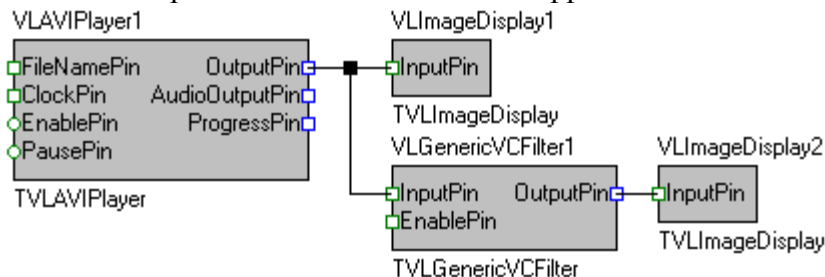 VLAVIPlayer1
FileNamePin OutputPin
ClockPin AudioOutputPin
EnablePin ProgressPin
PausePin
TVLAVIPlayer
VLImageDisplay1
InputPin
TVLImageDisplay
VLGenericVCFilter1
InputPin OutputPin
EnablePin
TVLGenericVCFilter
VLImageDisplay2
InputPin
TVLImageDisplay